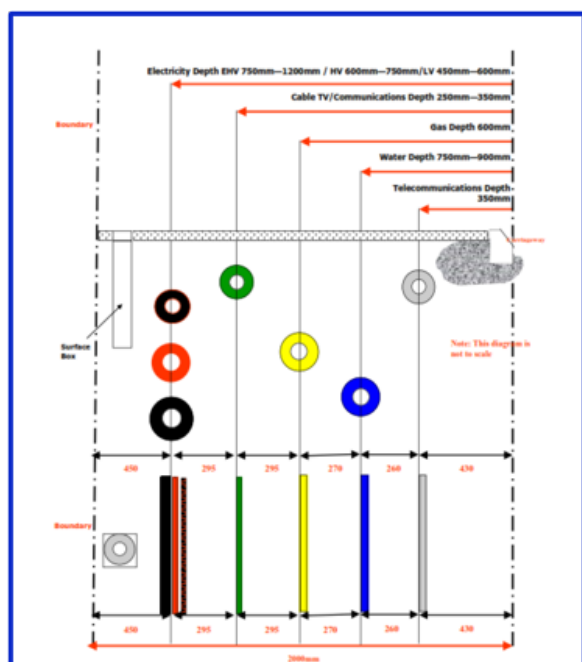 Electricity Depth EHV 750mm—1200mm / HV 600mm—750mm/LV 450mm—600mm
Cable TV/Communications Depth 250mm—350mm
Boundary
Gas Depth 600mm
Water Depth 750mm—900mm
Telecommunications Depth
350mm
Carriageway
Surface
Box
Note: This diagram is
not to scale
450 295 295 270 260 430
Boundary
450 295 295 270 260 430
2000mm